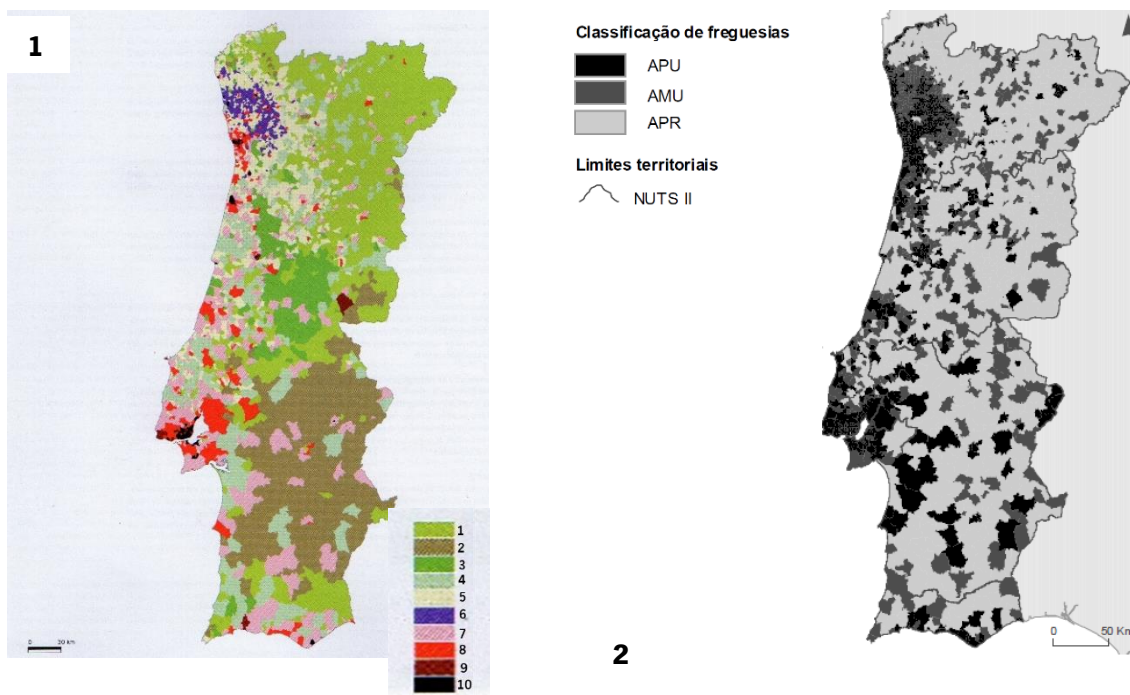 1
0 20 km
1
2
3
4
5
6
7
8
9
10
Classificação de freguesias
APU
AMU
APR
Limites territoriais
NUTS II
0 50 Km
2